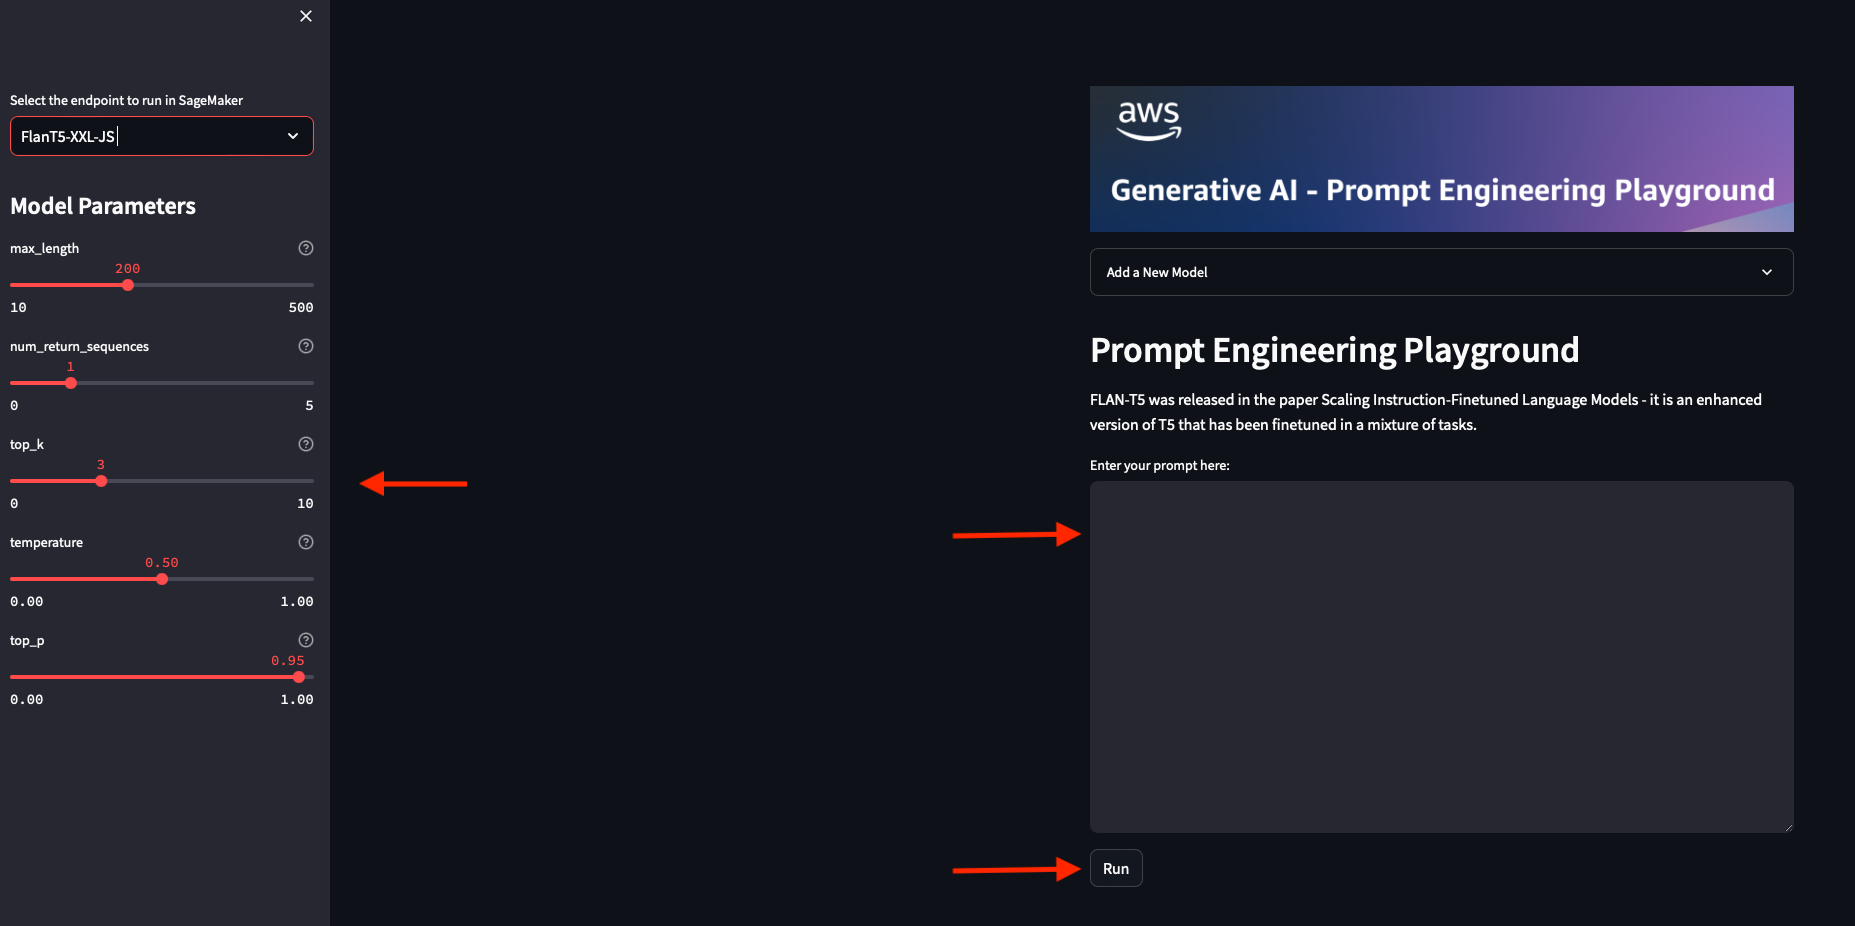 Select the endpoint to run in SageMaker
FlanT5-XXL-JS
Model Parameters
max_length
200
10 500
num_return_sequences
1
0 5
top_k
3
0 10
temperature
0.50
0.00 1.00
top_p
0.95
0.00 1.00
aws
Generative AI - Prompt Engineering Playground
Add a New Model
Prompt Engineering Playground
FLAN-T5 was released in the paper Scaling Instruction-Finetuned Language Models - it is an enhanced
version of T5 that has been finetuned in a mixture of tasks.
Enter your prompt here:
Run